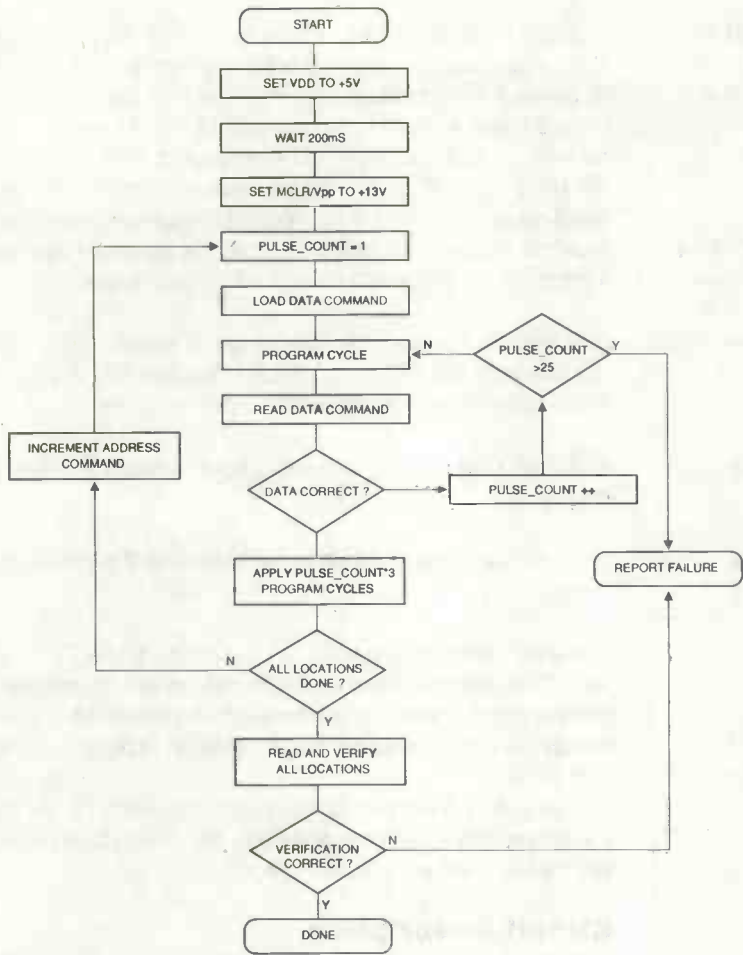 START
SET VDD TO +5V
WAIT 200mS
SET MCLR/Vpp TO +13V
PULSE_COUNT = 1
LOAD DATA COMMAND
PROGRAM CYCLE
N
PULSE_COUNT
>25
Y
READ DATA COMMAND
INCREMENT ADDRESS
COMMAND
DATA CORRECT ?
PULSE_COUNT ++
APPLY PULSE_COUNT*3
PROGRAM CYCLES
REPORT FAILURE
N
ALL LOCATIONS
DONE ?
Y
READ AND VERIFY
ALL LOCATIONS
VERIFICATION
CORRECT ?
N
Y
DONE